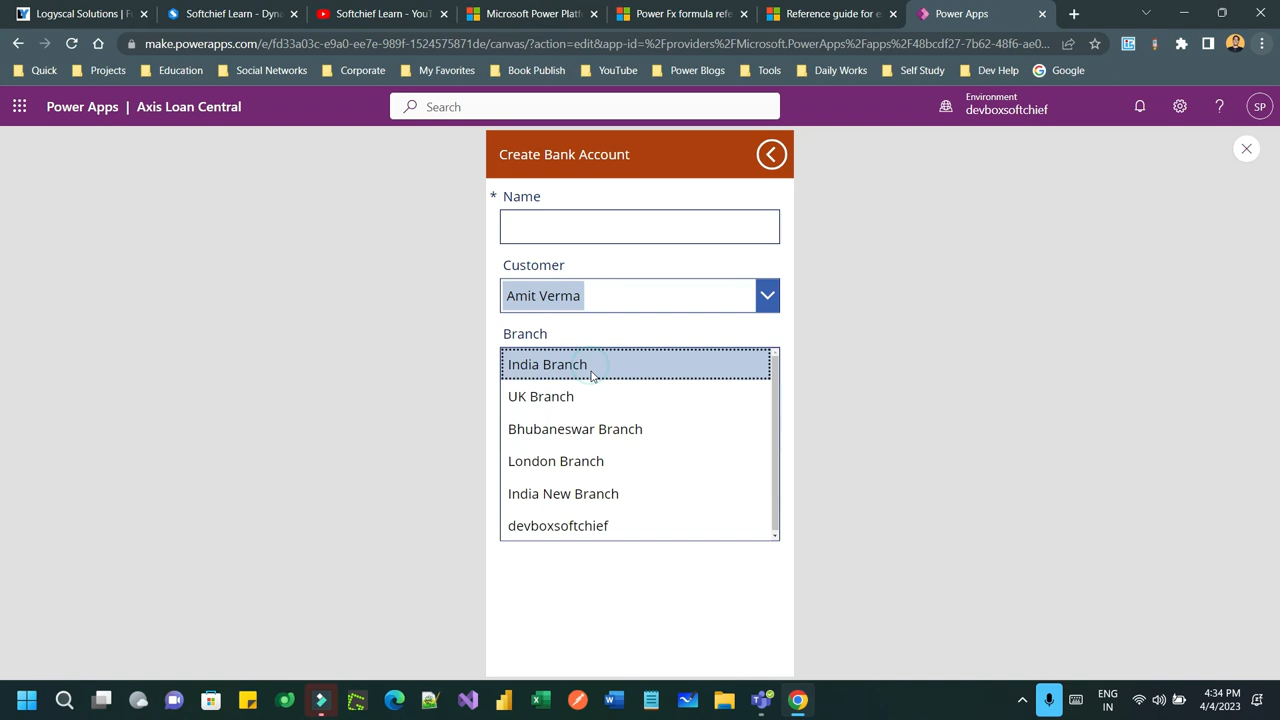 Logyscal Solutions | F
Softchief Learn - Dyn
Softchief Learn - YouT
Microsoft Power Platf
Power Fx formula refe
Reference guide for e
Power Apps
make.powerapps.com/e/fd33a03c-e9a0-ee7e-989f-1524575871dc/canvas/?action=edit&app-id=%2Fproviders%2FMicrosoft.PowerApps%2Fapps%2F48bcdf27-7b62-48f6-ae0...
Quick
Projects
Education
Social Networks
Corporate
My Favorites
Book Publish
YouTube
Power Blogs
Tools
Daily Works
Self Study
Dev Help
Google
Power Apps | Axis Loan Central
Search
Environment
devboxsoftchief
SP
Create Bank Account
* Name
Customer
Amit Verma
Branch
India Branch
UK Branch
Bhubaneswar Branch
London Branch
India New Branch
devboxsoftchief
ENG
IN
4:34 PM
4/4/2023